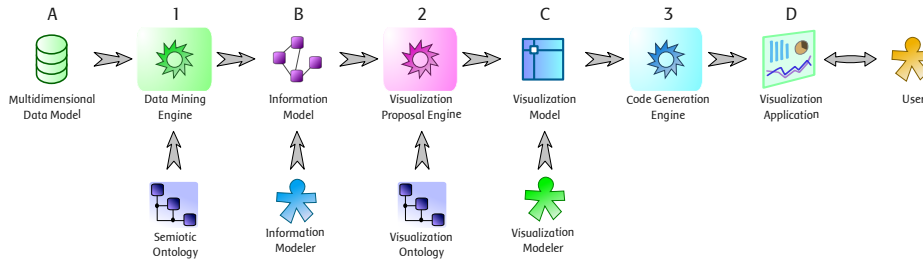 A 1 B 2 C 3 D
Multidimensional
Data Model
Data Mining
Engine
Information
Model
Visualization
Proposal Engine
Visualization
Model
Code Generation
Engine
Visualization
Application
User
Semiotic
Ontology
Information
Modeler
Visualization
Ontology
Visualization
Modeler